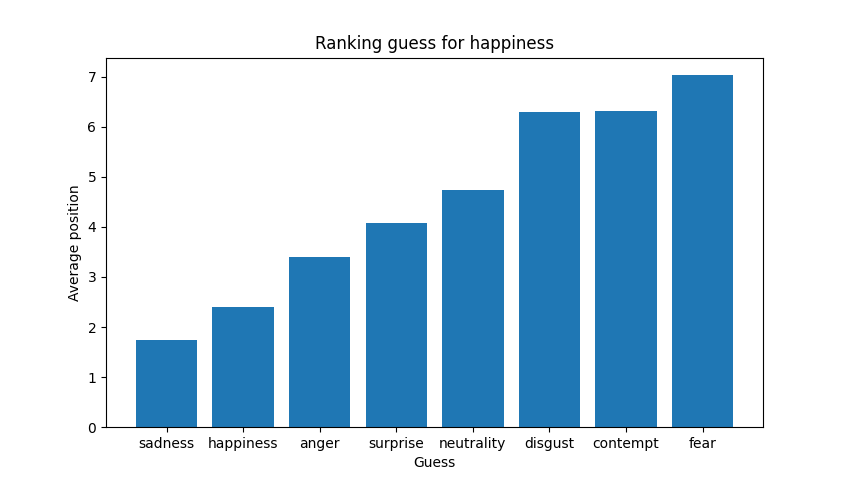 Ranking guess for happiness
Average position
7
6
5
4
3
2
1
0
sadness happiness anger surprise neutrality disgust contempt fear
Guess